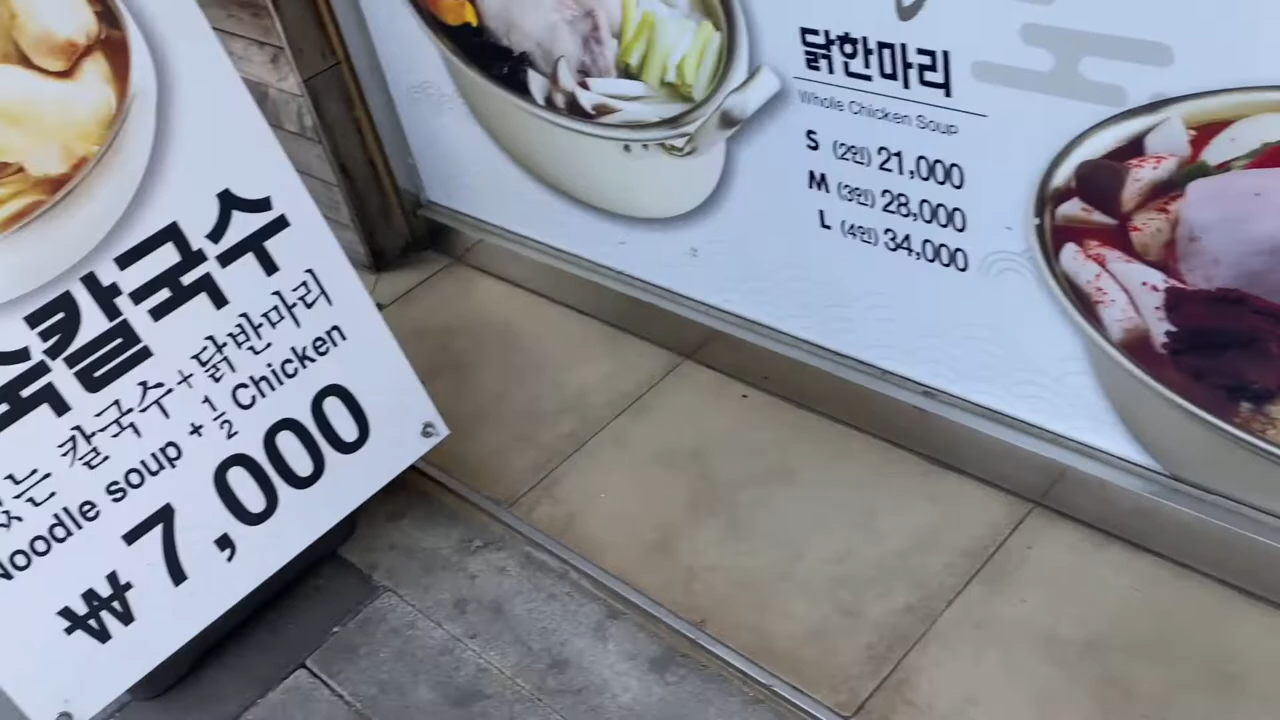 칼국수
칼국수+닭반마리
Noodle soup + 1/2 Chicken
₩7,000
닭한마리
Whole Chicken Soup
S (2인) 21,000
M (3인) 28,000
L (4인) 34,000